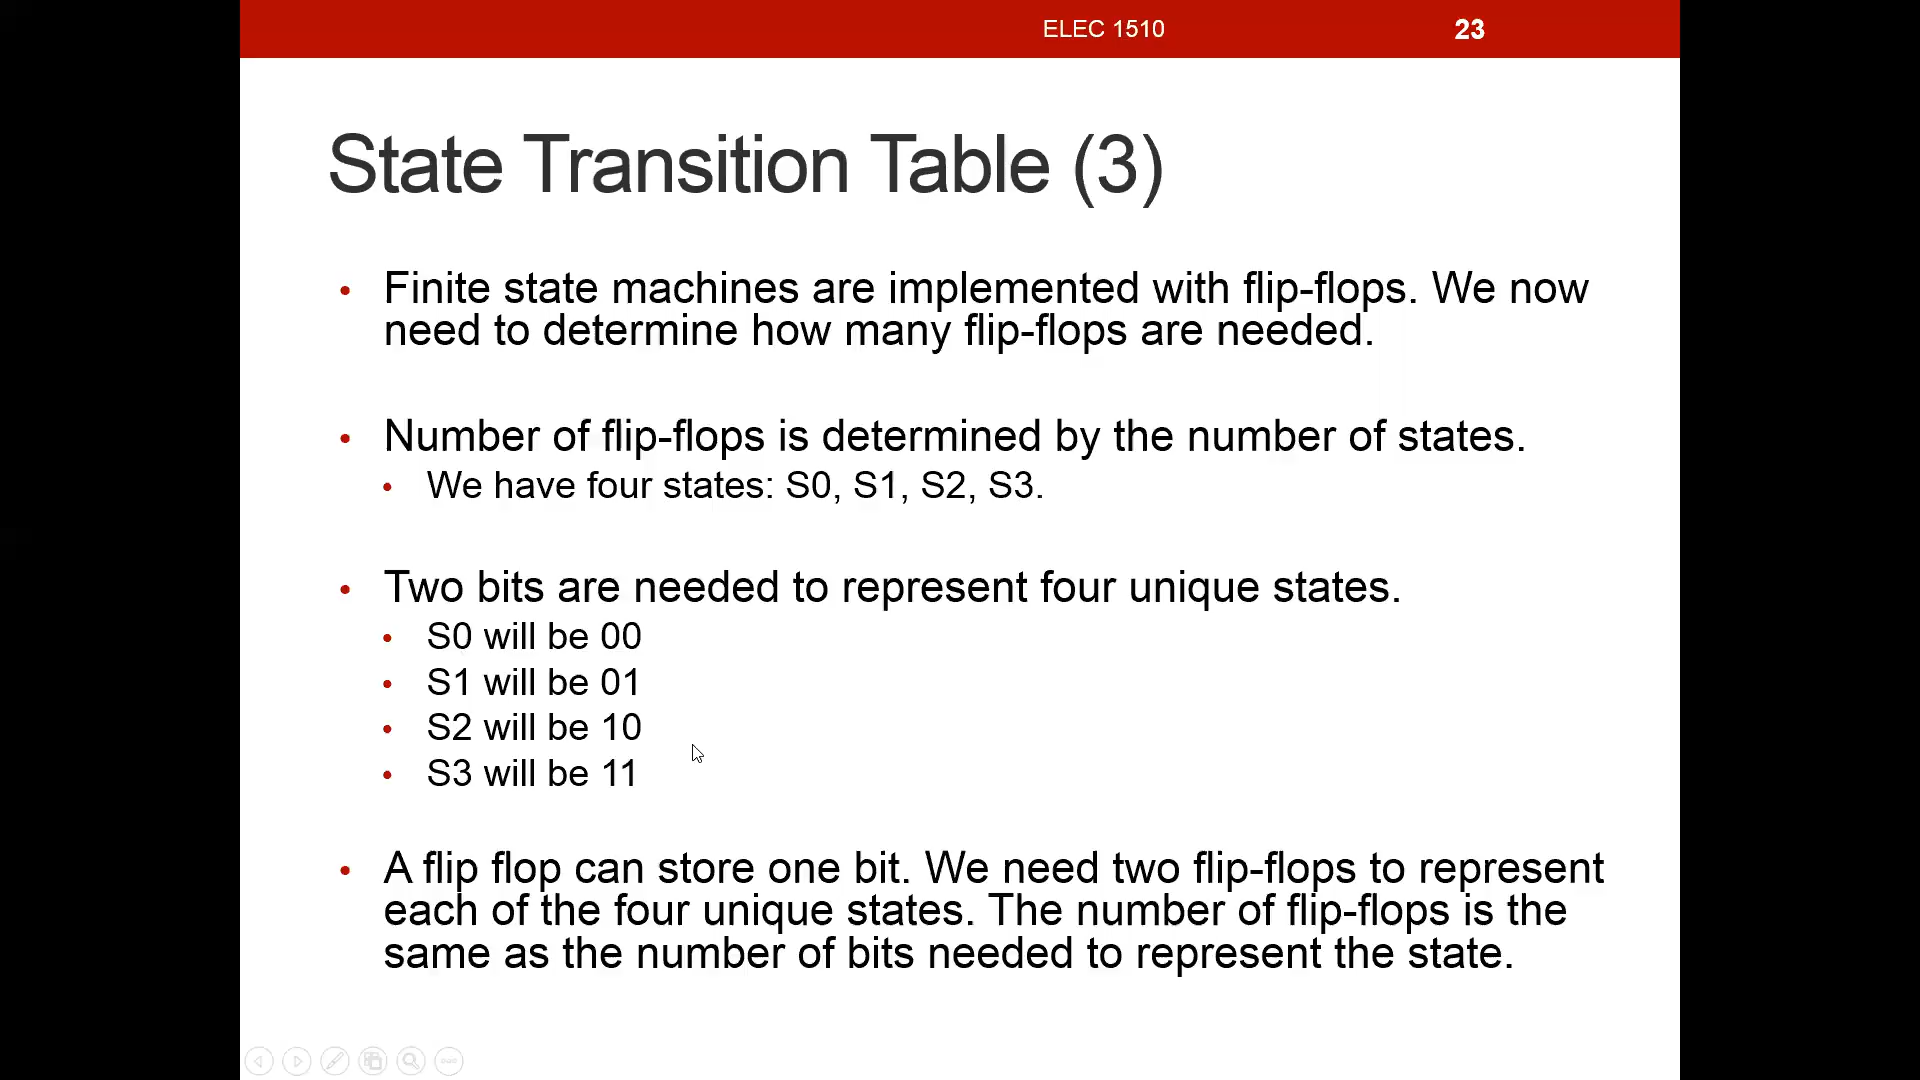 ELEC 1510
23
State Transition Table (3)
• Finite state machines are implemented with flip-flops. We now
need to determine how many flip-flops are needed.
• Number of flip-flops is determined by the number of states.
• We have four states: S0, S1, S2, S3.
• Two bits are needed to represent four unique states.
• S0 will be 00
• S1 will be 01
• S2 will be 10
• S3 will be 11
• A flip flop can store one bit. We need two flip-flops to represent
each of the four unique states. The number of flip-flops is the
same as the number of bits needed to represent the state.